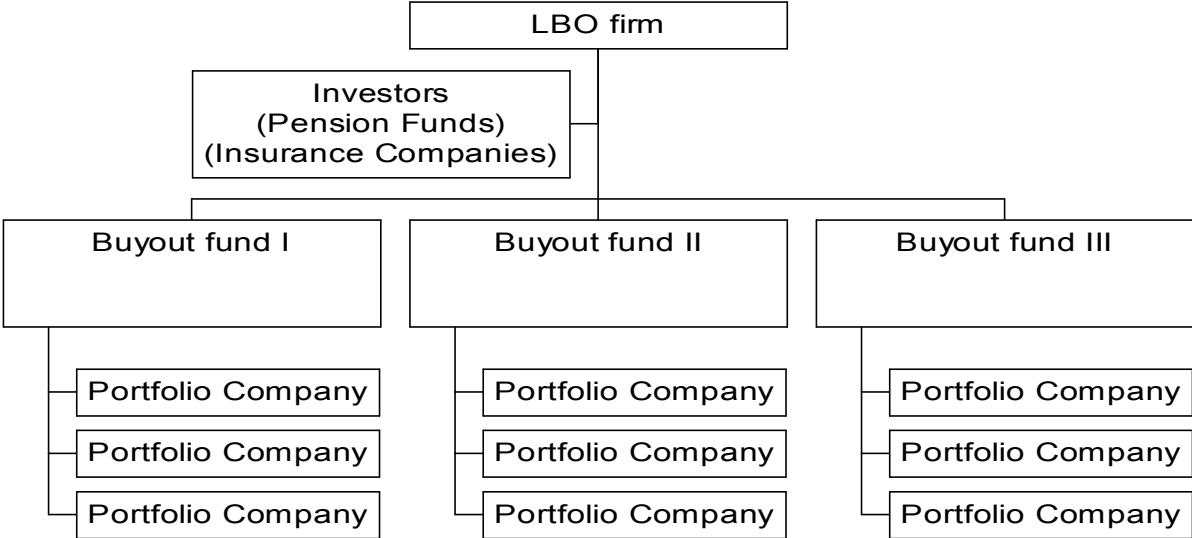 LBO firm
Investors
(Pension Funds)
(Insurance Companies)
Buyout fund I
Buyout fund II
Buyout fund III
Portfolio Company
Portfolio Company
Portfolio Company
Portfolio Company
Portfolio Company
Portfolio Company
Portfolio Company
Portfolio Company
Portfolio Company